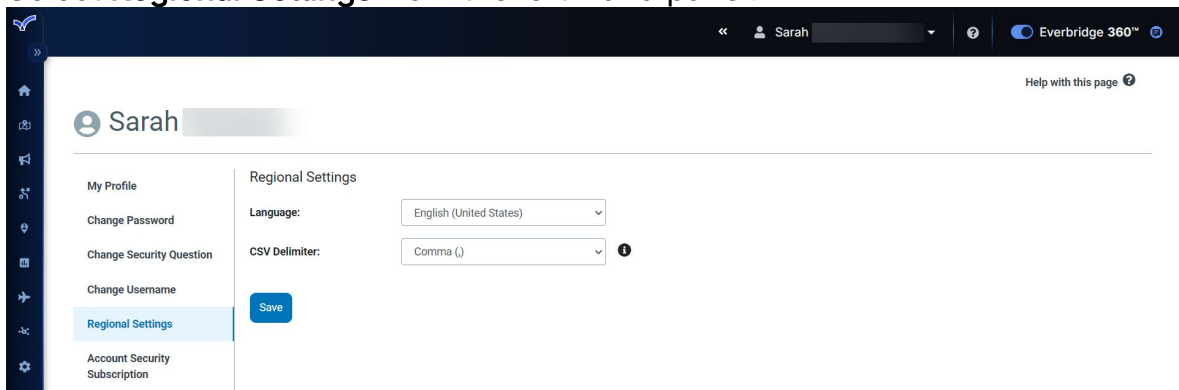 Sarah
Everbridge 360™
Help with this page
Sarah
My Profile
Change Password
Change Security Question
Change Username
Regional Settings
Account Security
Subscription
Regional Settings
Language:
English (United States)
CSV Delimiter:
Comma (,)
Save